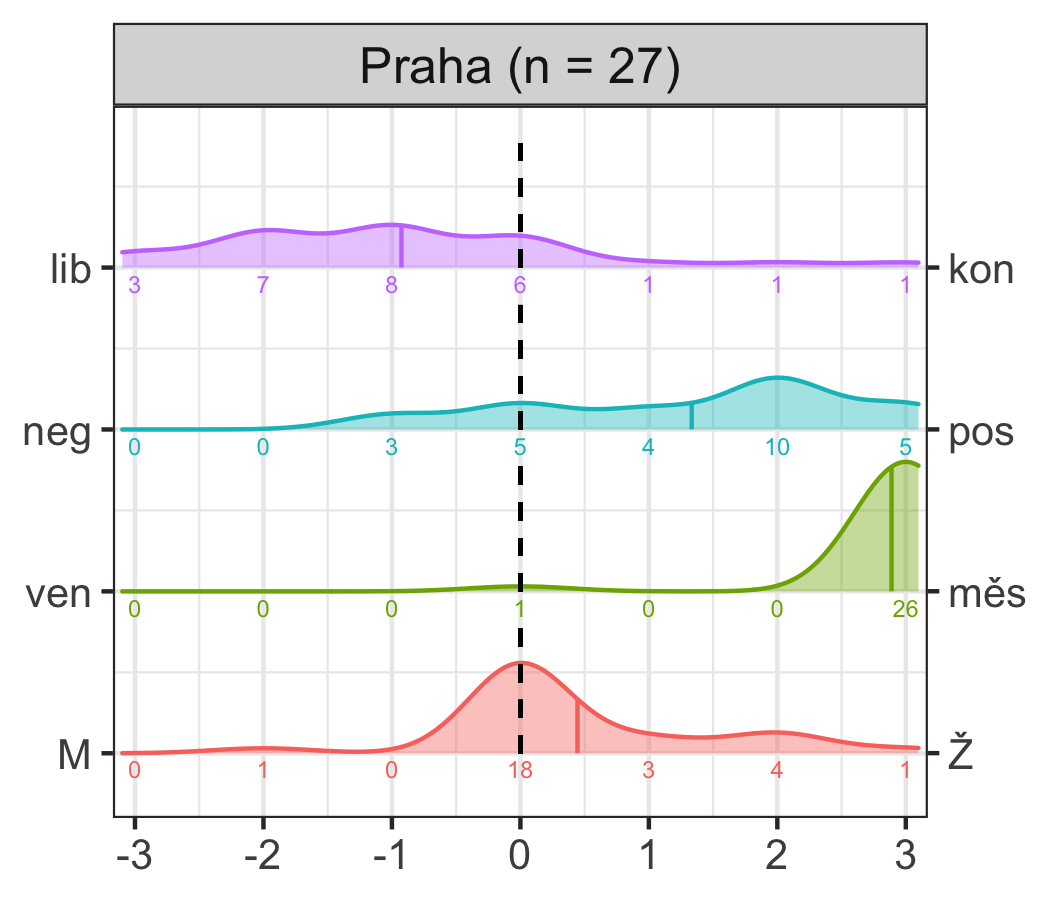 Praha (n = 27)
lib kon
3 7 8 6 1 1 1
neg pos
0 0 3 5 4 10 5
ven měs
0 0 0 1 0 0 26
M Ž
0 1 0 18 3 4 1
-3 -2 -1 0 1 2 3